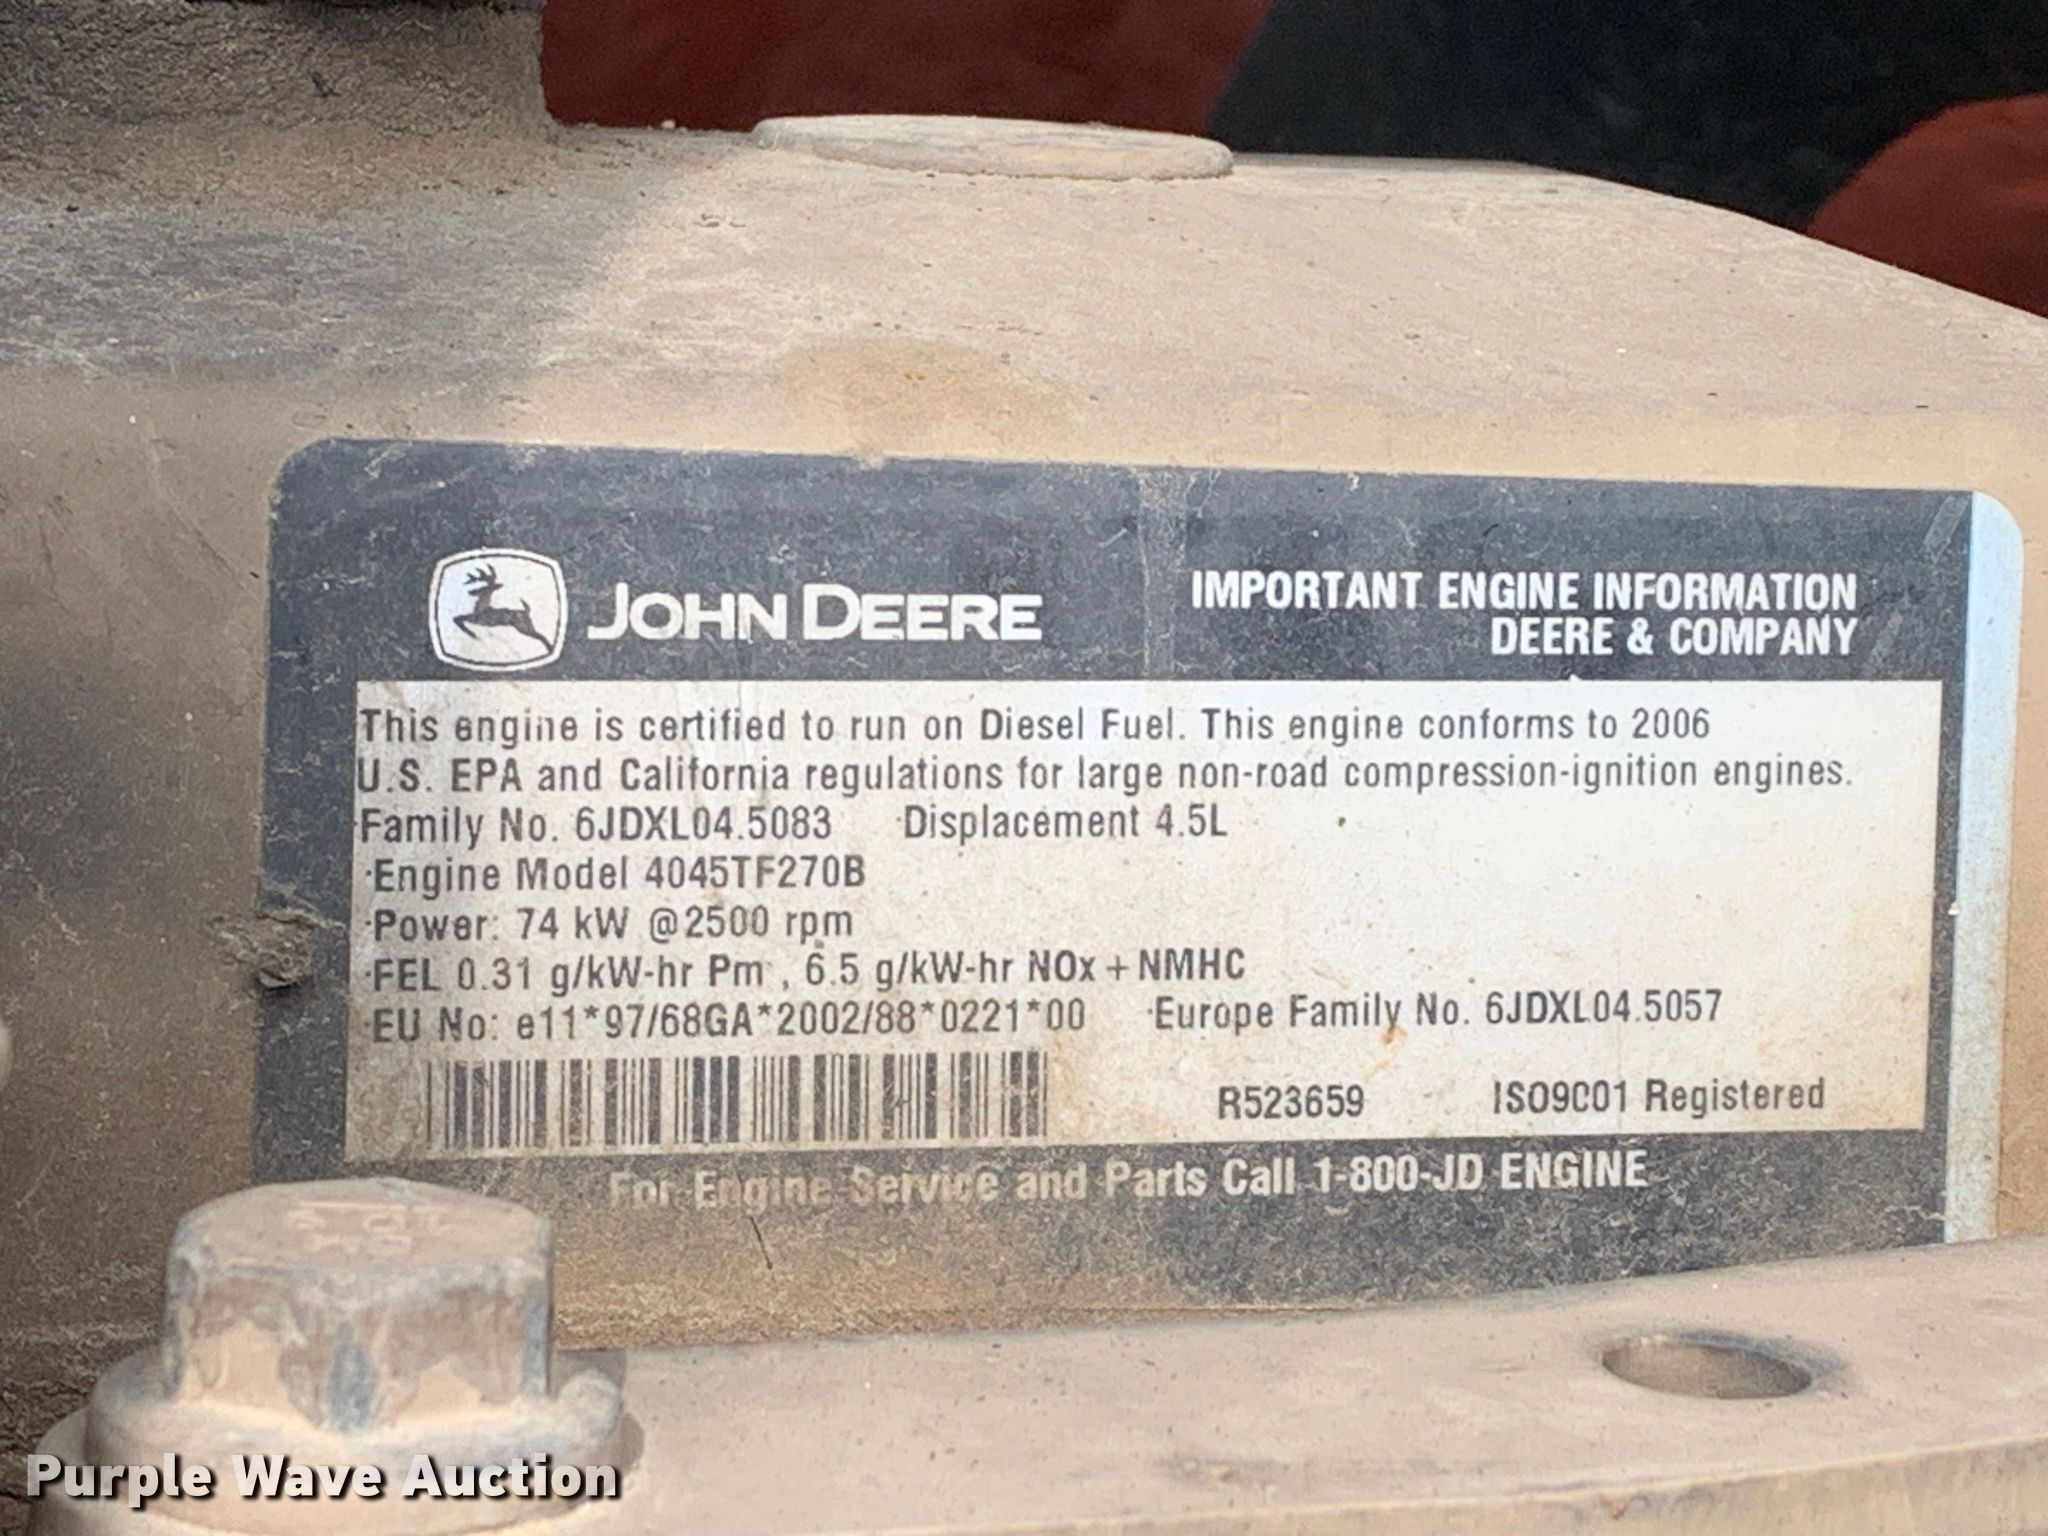 JOHN DEERE
IMPORTANT ENGINE INFORMATION
DEERE & COMPANY
This engine is certified to run on Diesel Fuel. This engine conforms to 2006
U.S. EPA and California regulations for large non-road compression-ignition engines.
Family No. 6JDXL04.5083 Displacement 4.5L
Engine Model 4045TF270B
Power: 74 kW @2500 rpm
FEL 0.31 g/kW-hr Pm , 6.5 g/kW-hr NOx + NMHC
EU No: e11*97/68GA*2002/88*0221*00 Europe Family No. 6JDXL04.5057
R523659 ISO9001 Registered
For Engine Service and Parts Call 1-800-JD ENGINE
Purple Wave Auction